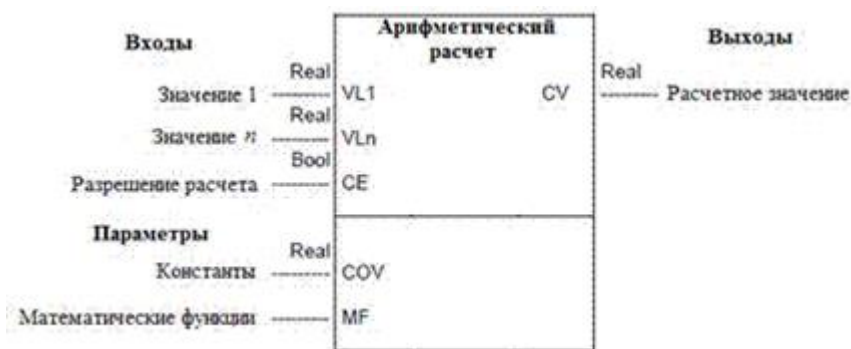 Арифметический
расчет
Входы
Выходы
Real
Значение 1
VL1
CV
Real
Расчетное значение
Real
Значение n
VLn
Bool
Разрешение расчета
CE
Параметры
Real
Константы
COV
Математические функции
MF